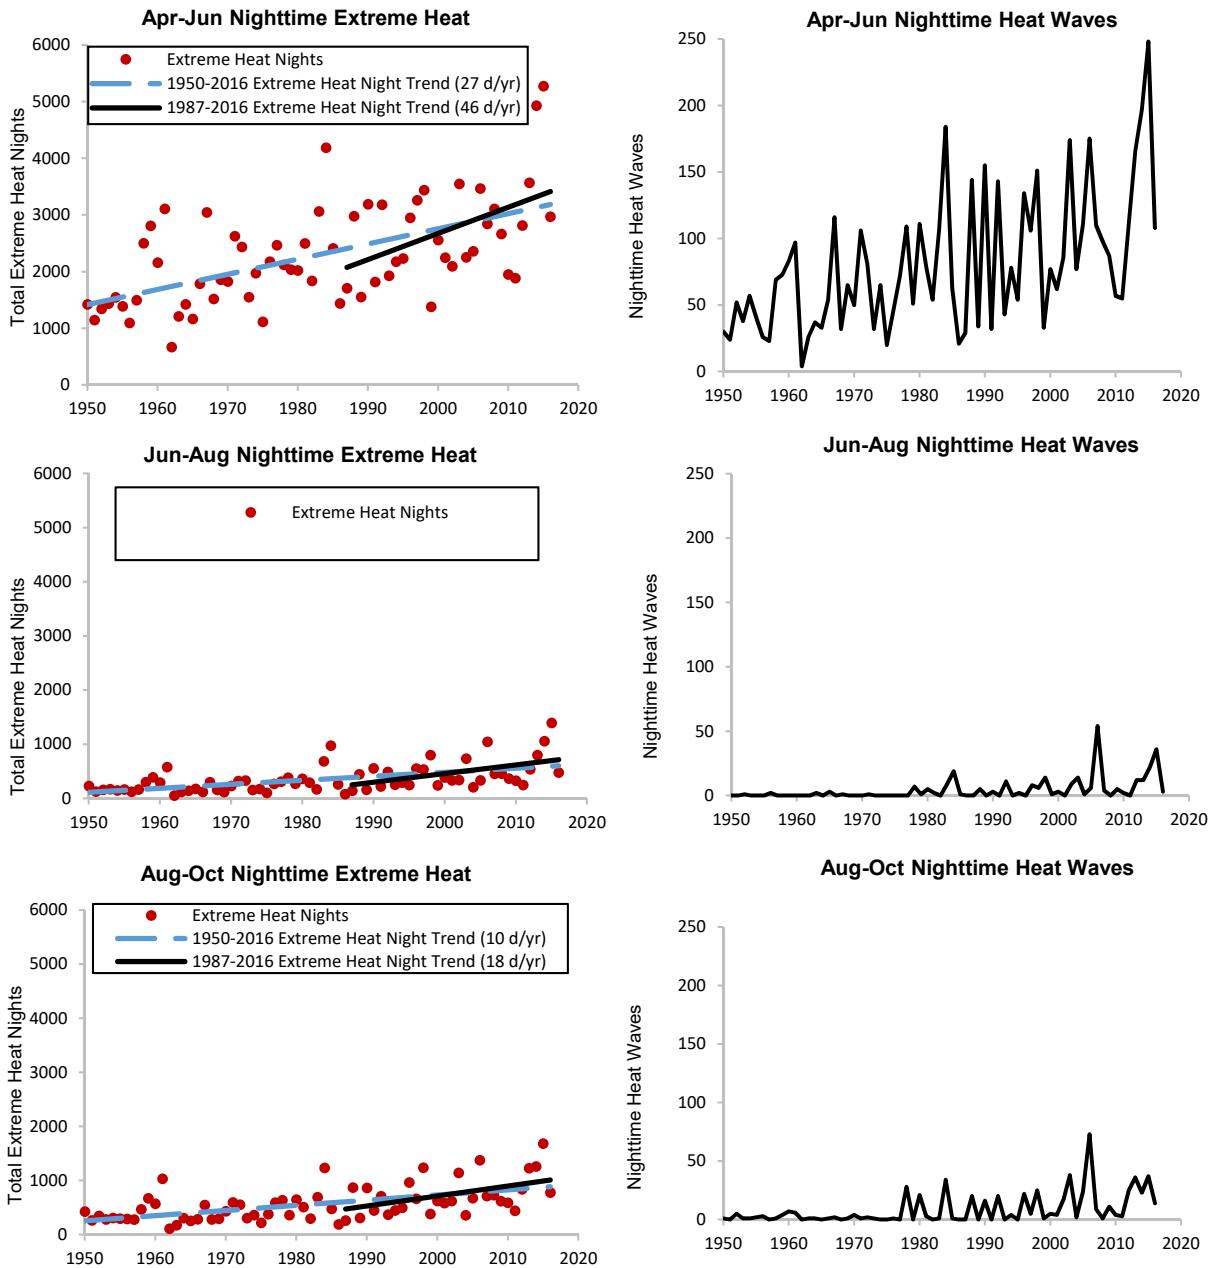 Apr-Jun Nighttime Extreme Heat
Total Extreme Heat Nights
6000
5000
4000
3000
2000
1000
0
Extreme Heat Nights
1950-2016 Extreme Heat Night Trend (27 d/yr)
1987-2016 Extreme Heat Night Trend (46 d/yr)
1950 1960 1970 1980 1990 2000 2010 2020
Apr-Jun Nighttime Heat Waves
Nighttime Heat Waves
250
200
150
100
50
0
1950 1960 1970 1980 1990 2000 2010 2020
Jun-Aug Nighttime Extreme Heat
Total Extreme Heat Nights
6000
5000
4000
3000
2000
1000
0
Extreme Heat Nights
1950 1960 1970 1980 1990 2000 2010 2020
Jun-Aug Nighttime Heat Waves
Nighttime Heat Waves
250
200
150
100
50
0
1950 1960 1970 1980 1990 2000 2010 2020
Aug-Oct Nighttime Extreme Heat
Total Extreme Heat Nights
6000
5000
4000
3000
2000
1000
0
Extreme Heat Nights
1950-2016 Extreme Heat Night Trend (10 d/yr)
1987-2016 Extreme Heat Night Trend (18 d/yr)
1950 1960 1970 1980 1990 2000 2010 2020
Aug-Oct Nighttime Heat Waves
Nighttime Heat Waves
250
200
150
100
50
0
1950 1960 1970 1980 1990 2000 2010 2020